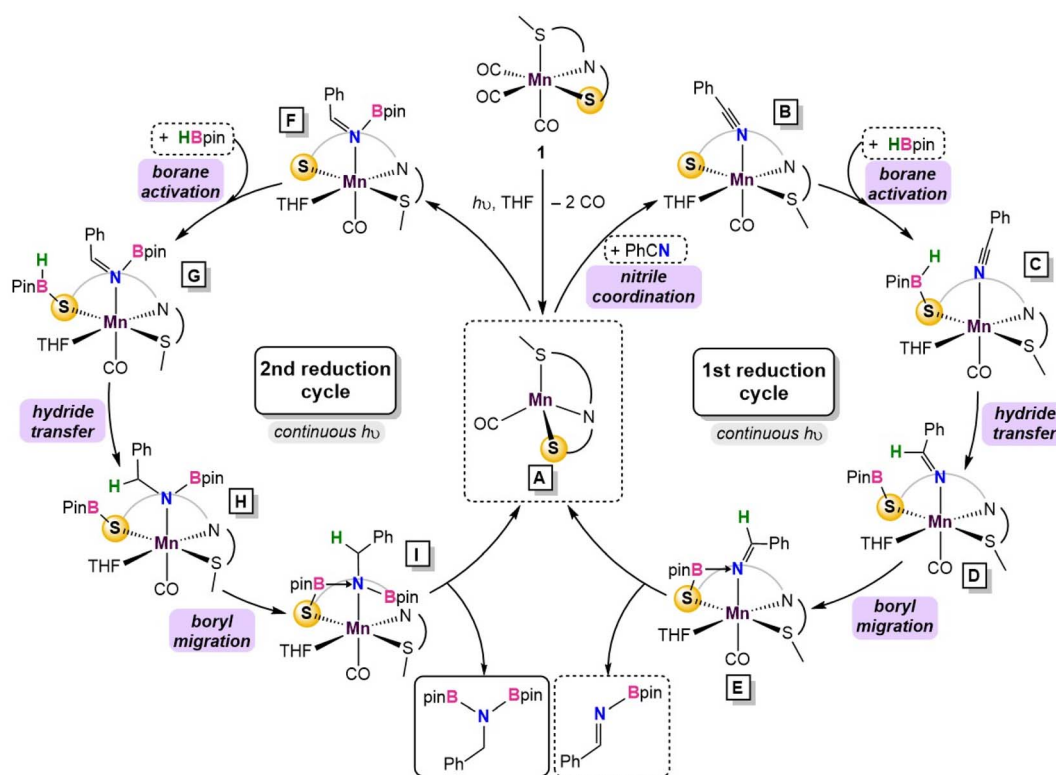 S
OC
Mn
N
OC
S
CO
1
hυ, THF
– 2 CO
Ph
Bpin
F
N
S
N
Mn
S
THF
CO
+ HBpin
borane
activation
Ph
H
Bpin
G
PinB
N
S
N
Mn
THF
S
CO
hydride
transfer
Ph
H
Bpin
H
PinB
N
S
N
Mn
THF
S
CO
boryl
migration
H
Ph
I
pinB
N
Bpin
S
N
Mn
THF
S
CO
2nd reduction
cycle
continuous hυ
S
OC
Mn
N
S
A
+ PhCN
nitrile
coordination
1st reduction
cycle
continuous hυ
Ph
B
N
S
N
Mn
S
THF
CO
+ HBpin
borane
activation
Ph
H
C
PinB
N
S
N
Mn
THF
S
CO
hydride
transfer
Ph
H
PinB
N
S
N
Mn
THF
S
CO
D
boryl
migration
H
Ph
pinB
N
S
N
Mn
THF
S
CO
E
pinB
Bpin
N
Ph
Bpin
N
Ph